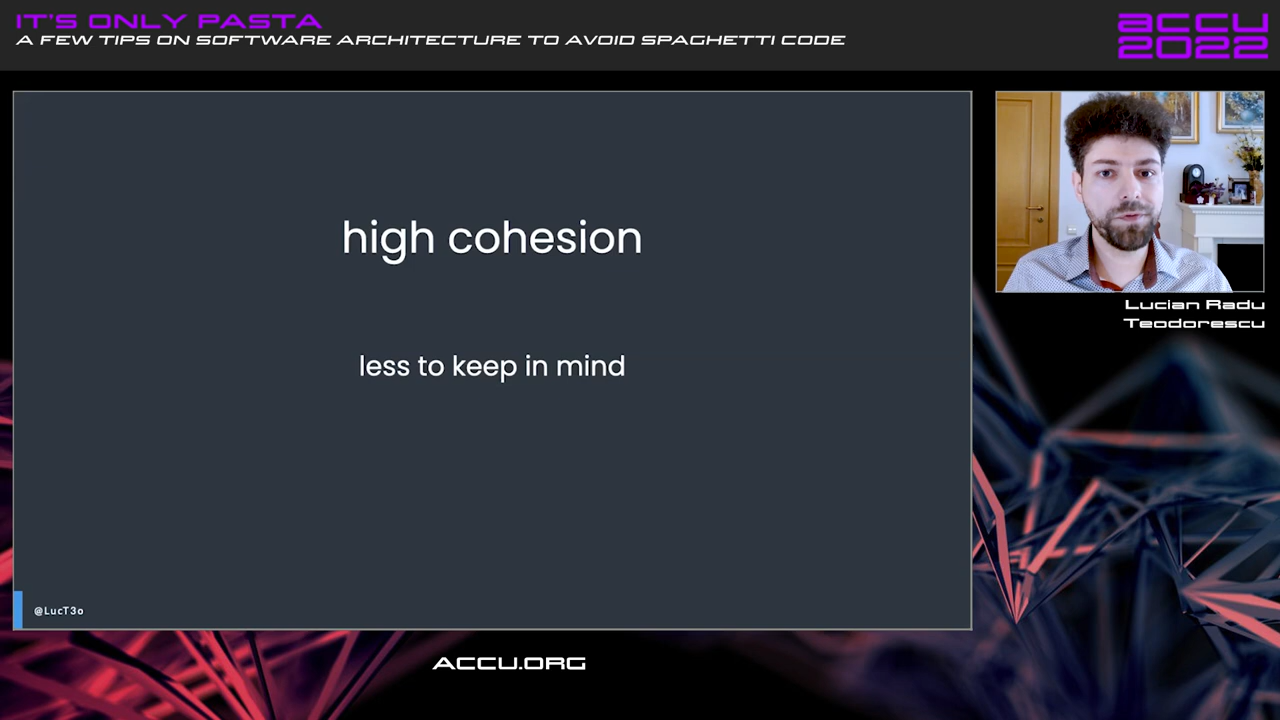 IT'S ONLY PASTA
A FEW TIPS ON SOFTWARE ARCHITECTURE TO AVOID SPAGHETTI CODE
accu
2022
high cohesion
less to keep in mind
@LucT3o
Lucian Radu
Teodorescu
ACCU.ORG